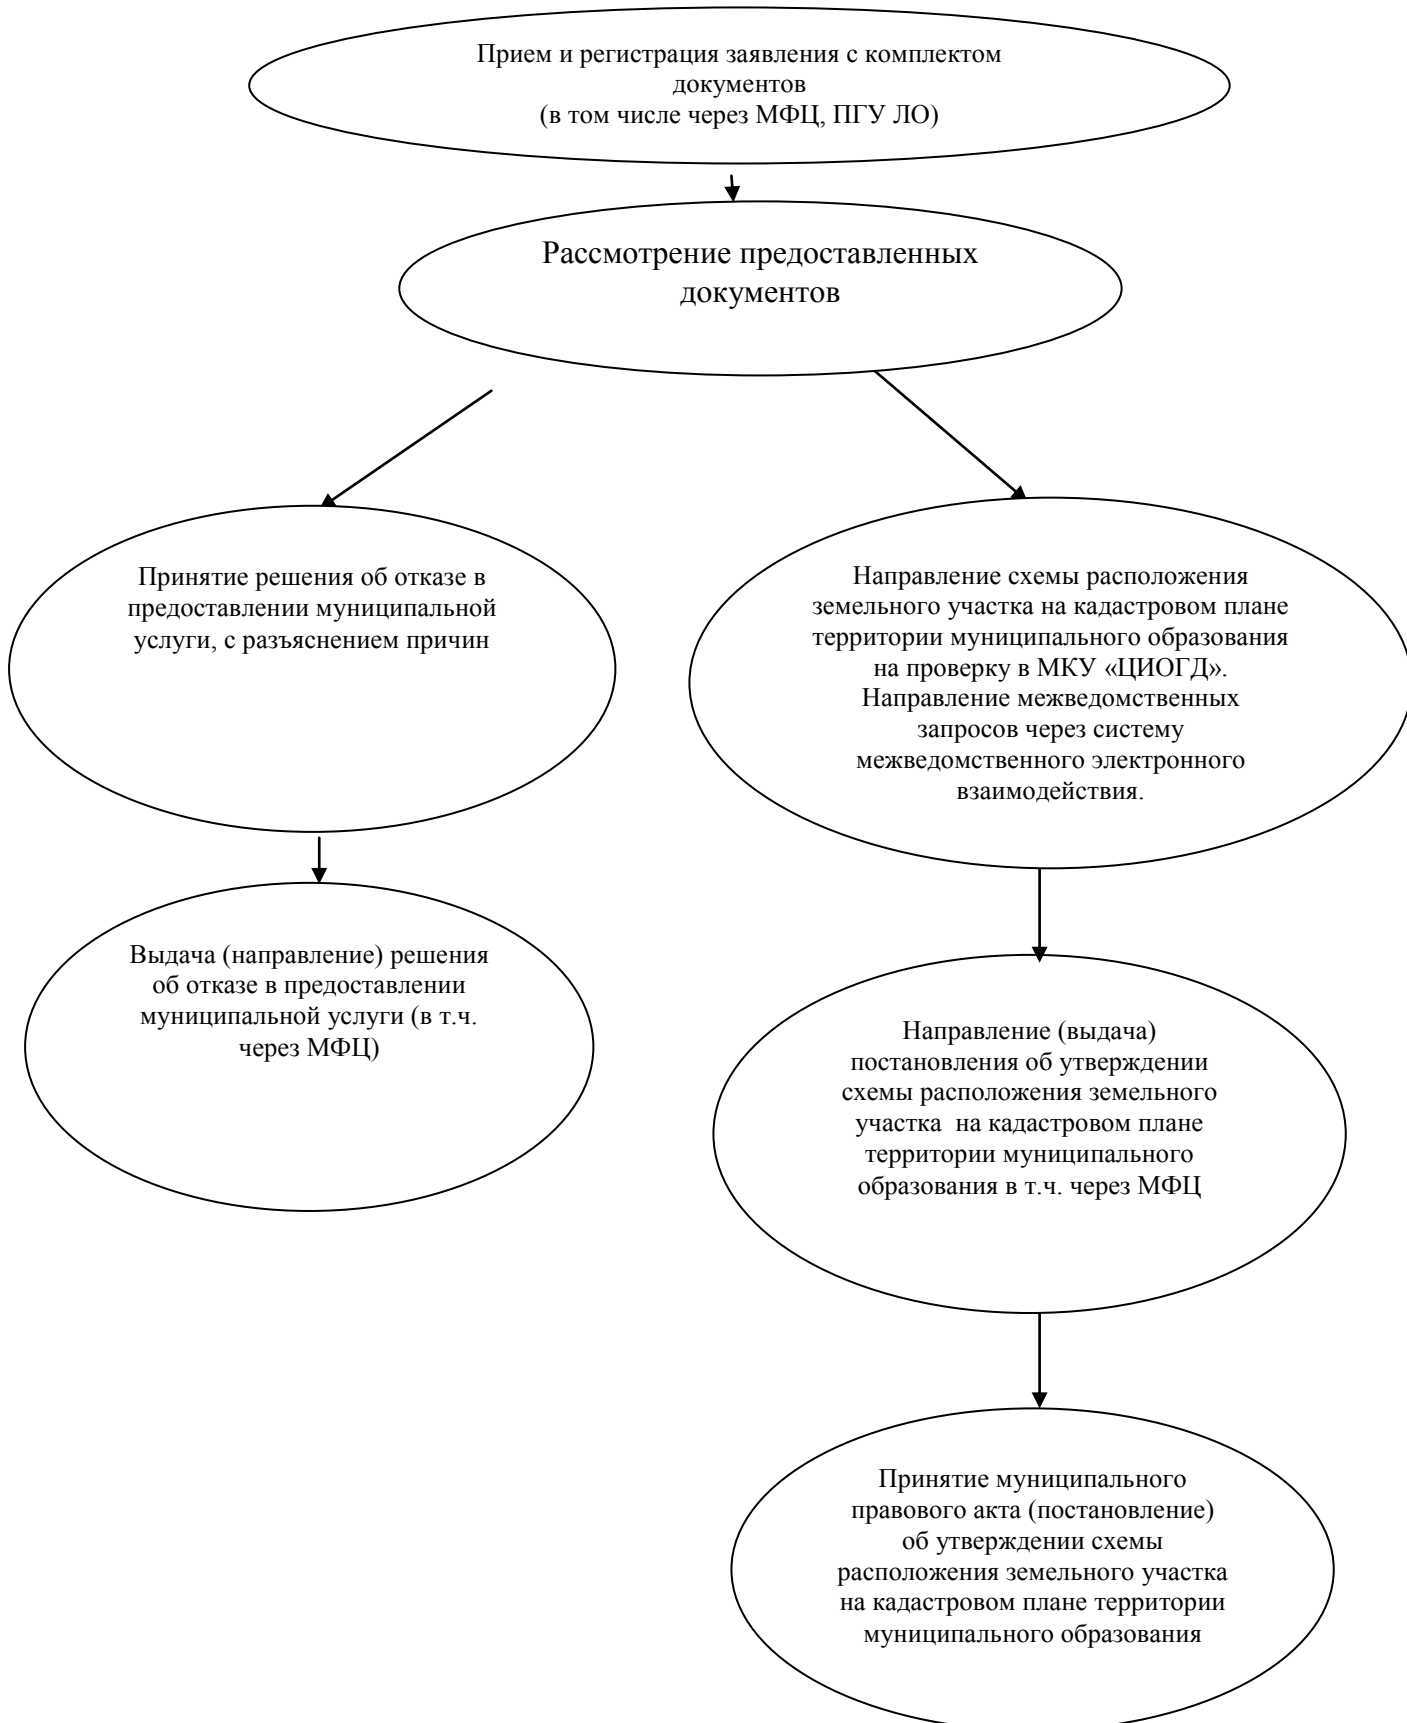 Прием и регистрация заявления с комплектом
документов
(в том числе через МФЦ, ПГУ ЛО)
Рассмотрение предоставленных
документов
Принятие решения об отказе в
предоставлении муниципальной
услуги, с разъяснением причин
Направление схемы расположения
земельного участка на кадастровом плане
территории муниципального образования
на проверку в МКУ «ЦИОГД».
Направление межведомственных
запросов через систему
межведомственного электронного
взаимодействия.
Выдача (направление) решения
об отказе в предоставлении
муниципальной услуги (в т.ч.
через МФЦ)
Направление (выдача)
постановления об утверждении
схемы расположения земельного
участка  на кадастровом плане
территории муниципального
образования в т.ч. через МФЦ
Принятие муниципального
правового акта (постановление)
об утверждении схемы
расположения земельного участка
на кадастровом плане территории
муниципального образования